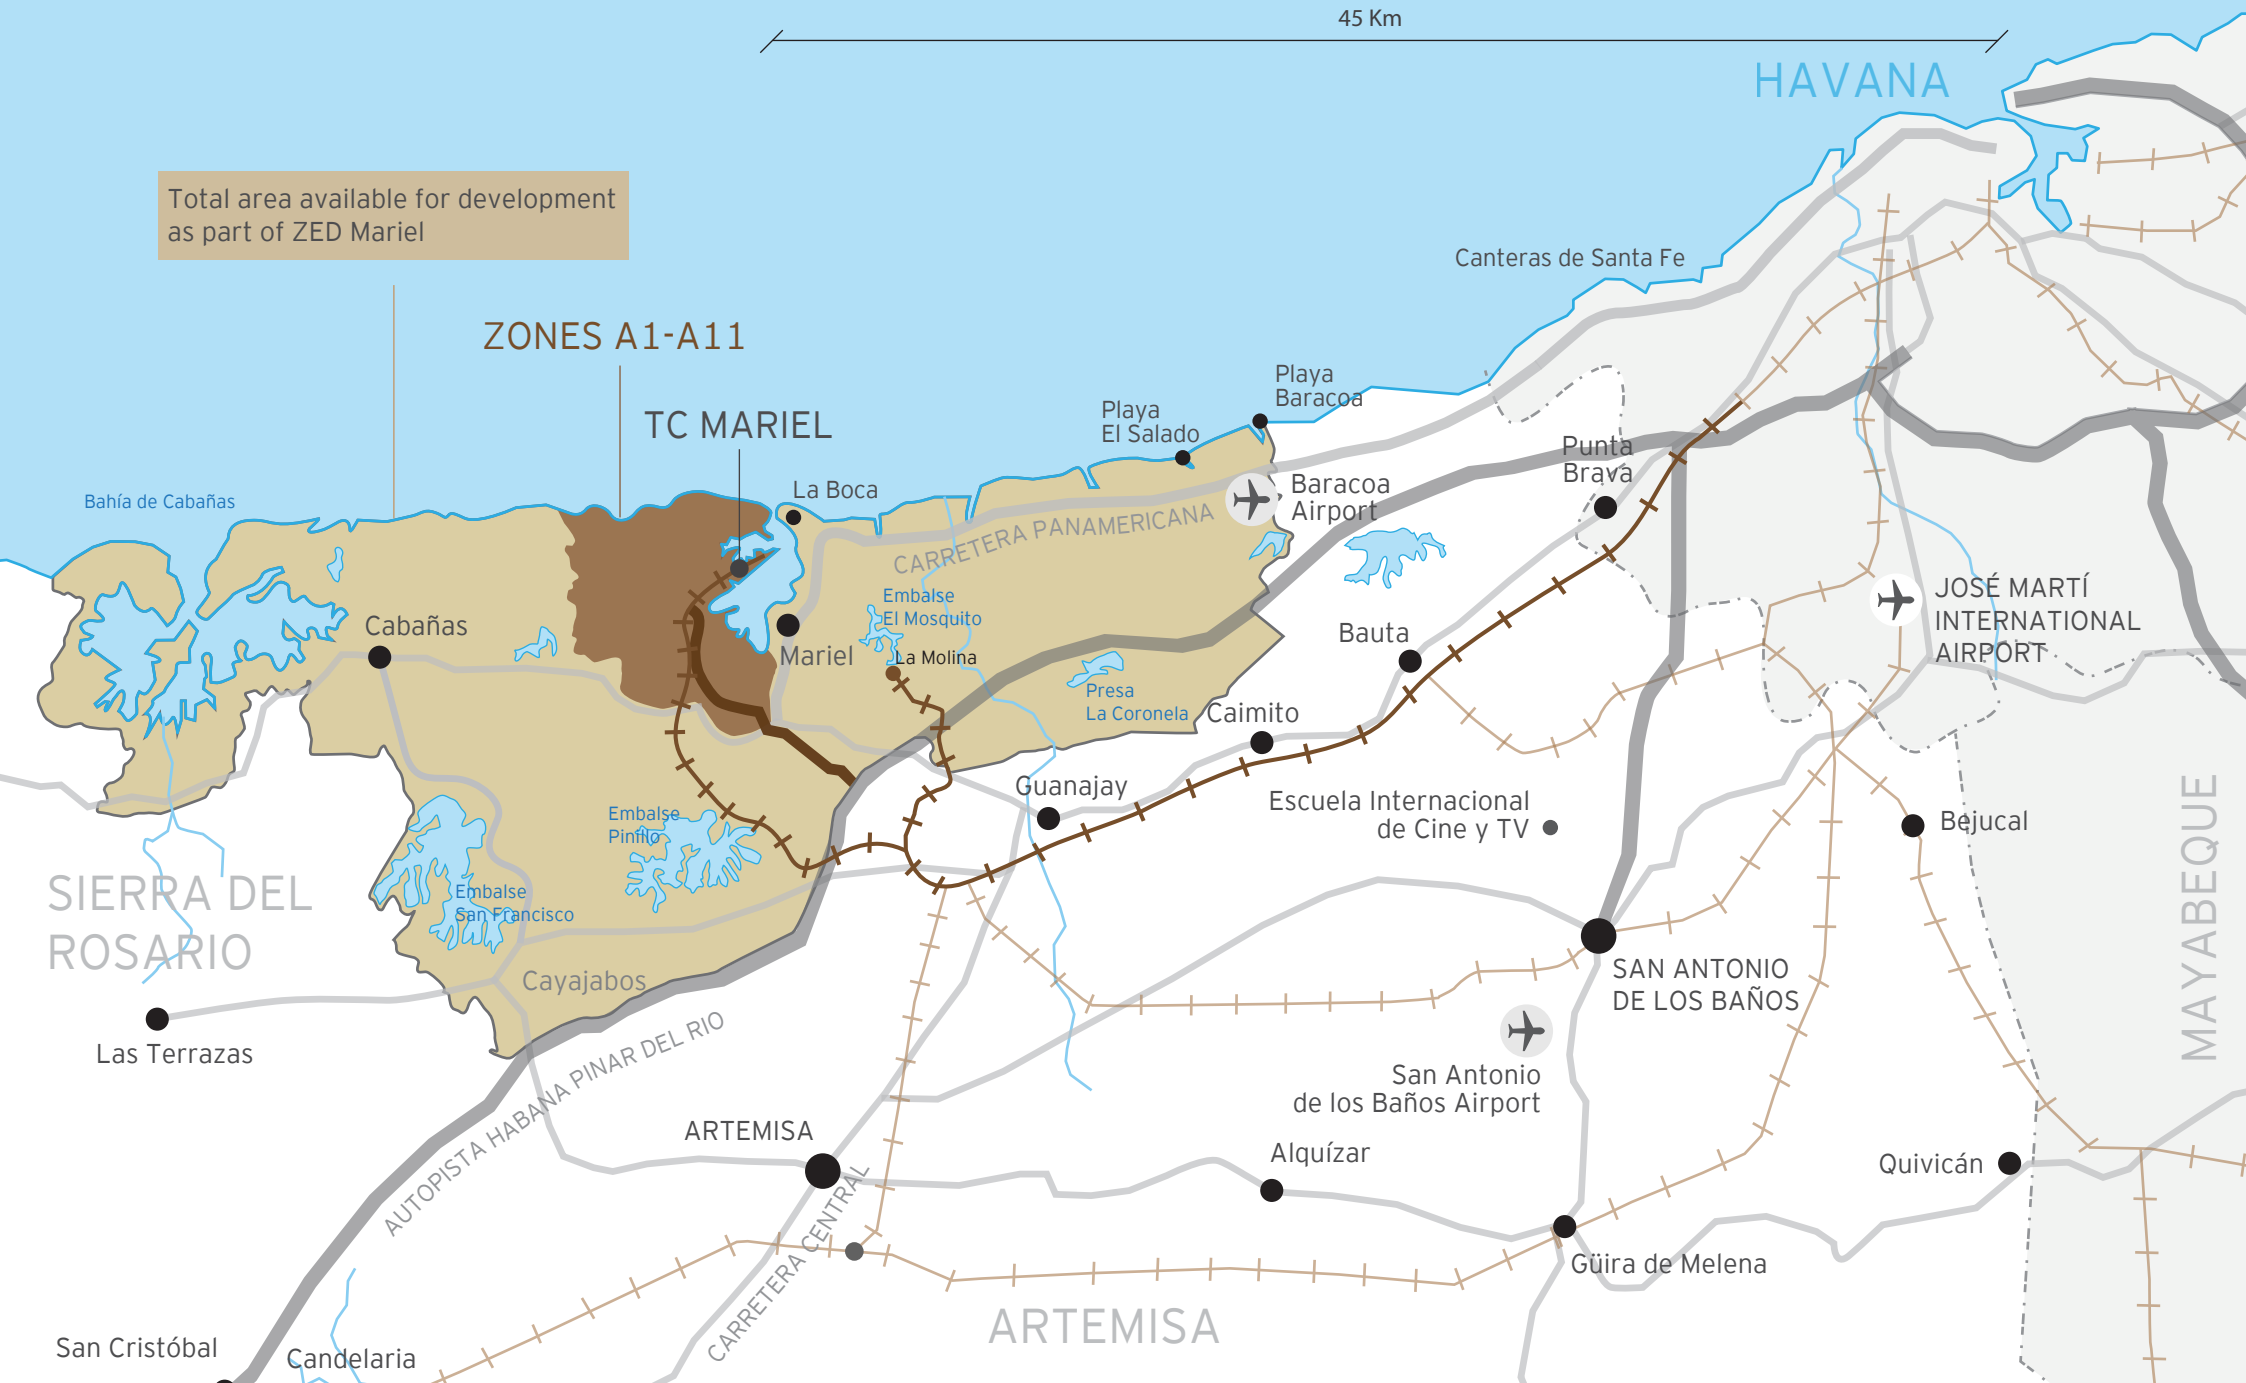 45 Km
HAVANA
Total area available for development
as part of ZED Mariel
Canteras de Santa Fe
ZONES A1-A11
TC MARIEL
Playa
Baracoa
Playa
El Salado
Punta
Brava
Bahía de Cabañas
La Boca
Baracoa
Airport
CARRETERA PANAMERICANA
JOSÉ MARTÍ
INTERNATIONAL
AIRPORT
Embalse
El Mosquito
Cabañas
Mariel
La Molina
Bauta
Presa
La Coronela
Caimito
Guanajay
Escuela Internacional
de Cine y TV
Bejucal
MAYABEQUE
Embalse
Pinillo
SIERRA DEL
ROSARIO
Embalse
San Francisco
Cayajabos
SAN ANTONIO
DE LOS BAÑOS
Las Terrazas
AUTOPISTA HABANA PINAR DEL RIO
San Antonio
de los Baños Airport
ARTEMISA
Alquízar
Quivicán
CARRETERA CENTRAL
Güira de Melena
ARTEMISA
San Cristóbal
Candelaria